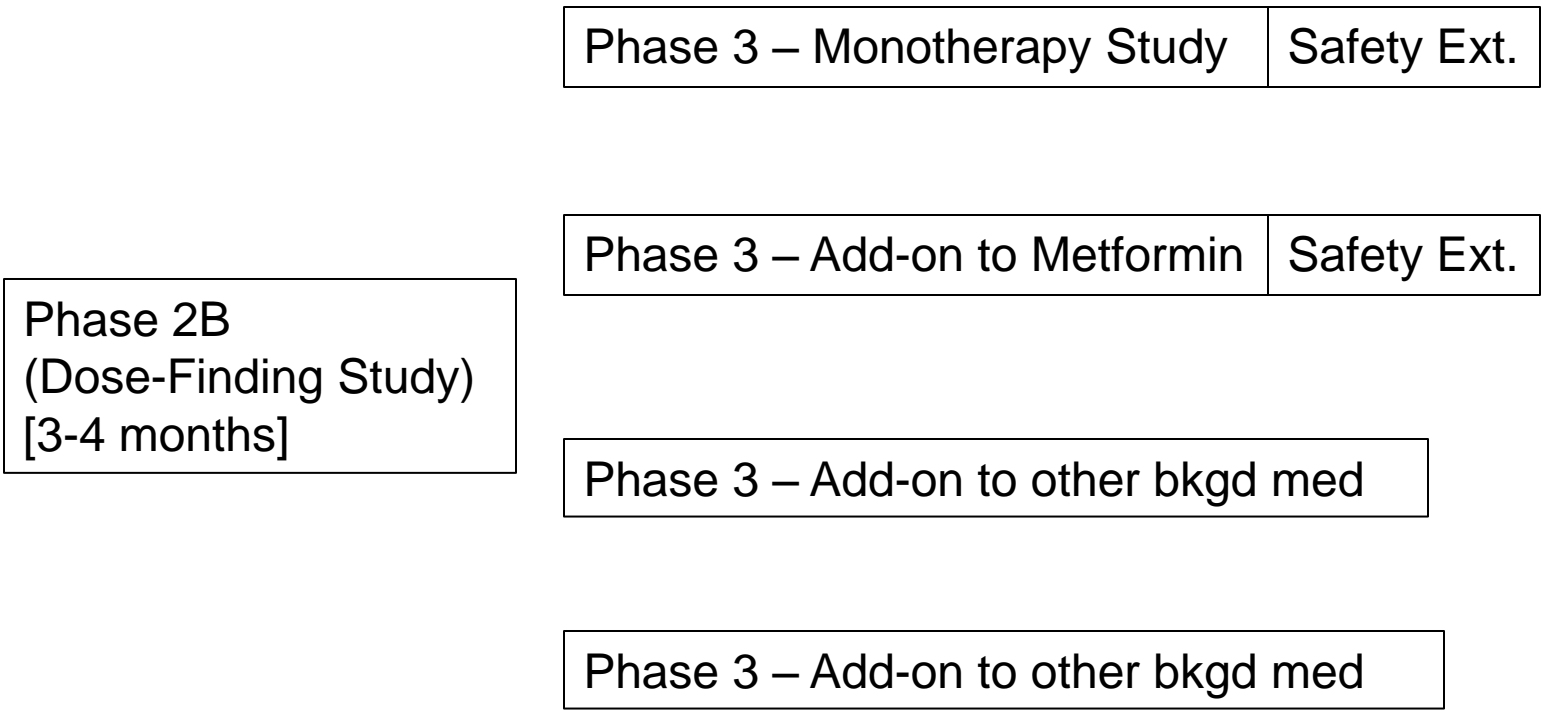 Phase 3 – Monotherapy Study
Safety Ext.
Phase 3 – Add-on to Metformin
Safety Ext.
Phase 2B
(Dose-Finding Study)
[3-4 months]
Phase 3 – Add-on to other bkgd med
Phase 3 – Add-on to other bkgd med